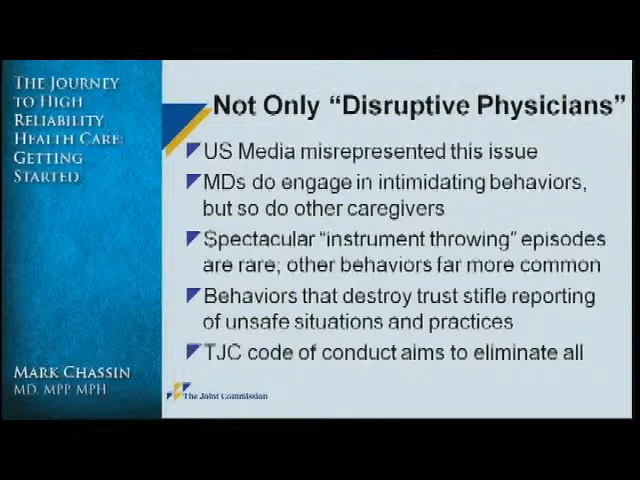 THE JOURNEY
TO HIGH
RELIABILITY
HEALTH CARE:
GETTING
STARTED
MARK CHASSIN
MD, MPP, MPH
Not Only “Disruptive Physicians”
US Media misrepresented this issue
MDs do engage in intimidating behaviors,
but so do other caregivers
Spectacular “instrument throwing” episodes
are rare; other behaviors far more common
Behaviors that destroy trust stifle reporting
of unsafe situations and practices
TJC code of conduct aims to eliminate all
The Joint Commission